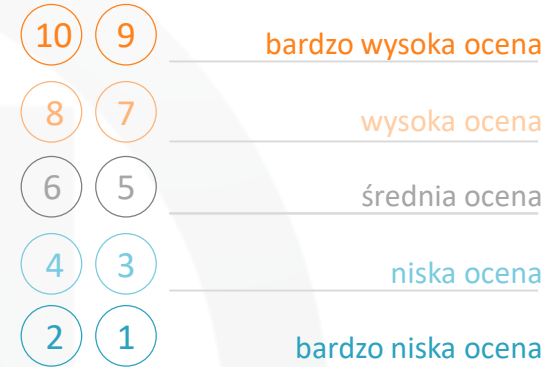 10 9 bardzo wysoka ocena
8 7 wysoka ocena
6 5 średnia ocena
4 3 niska ocena
2 1 bardzo niska ocena